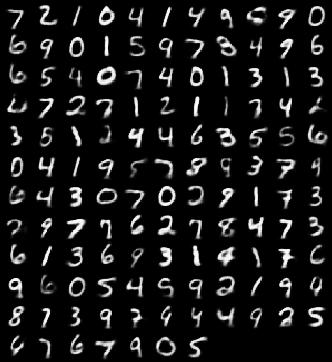 7 2 1 0 4 1 4 9 5 9 0
6 9 0 1 5 9 7 3 4 9 6
6 5 4 0 7 4 0 1 3 1 3
4 7 2 7 1 2 1 1 7 4 2
3 5 1 2 4 4 6 3 5 5 6
0 4 1 9 5 7 8 9 3 7 4
6 4 3 0 7 0 2 9 1 7 3
2 9 7 7 6 2 7 8 4 7 3
6 1 3 6 9 3 1 4 1 7 6
9 6 0 5 4 9 9 2 1 9 4
8 7 3 9 7 4 4 4 9 2 5
4 7 6 7 9 0 5